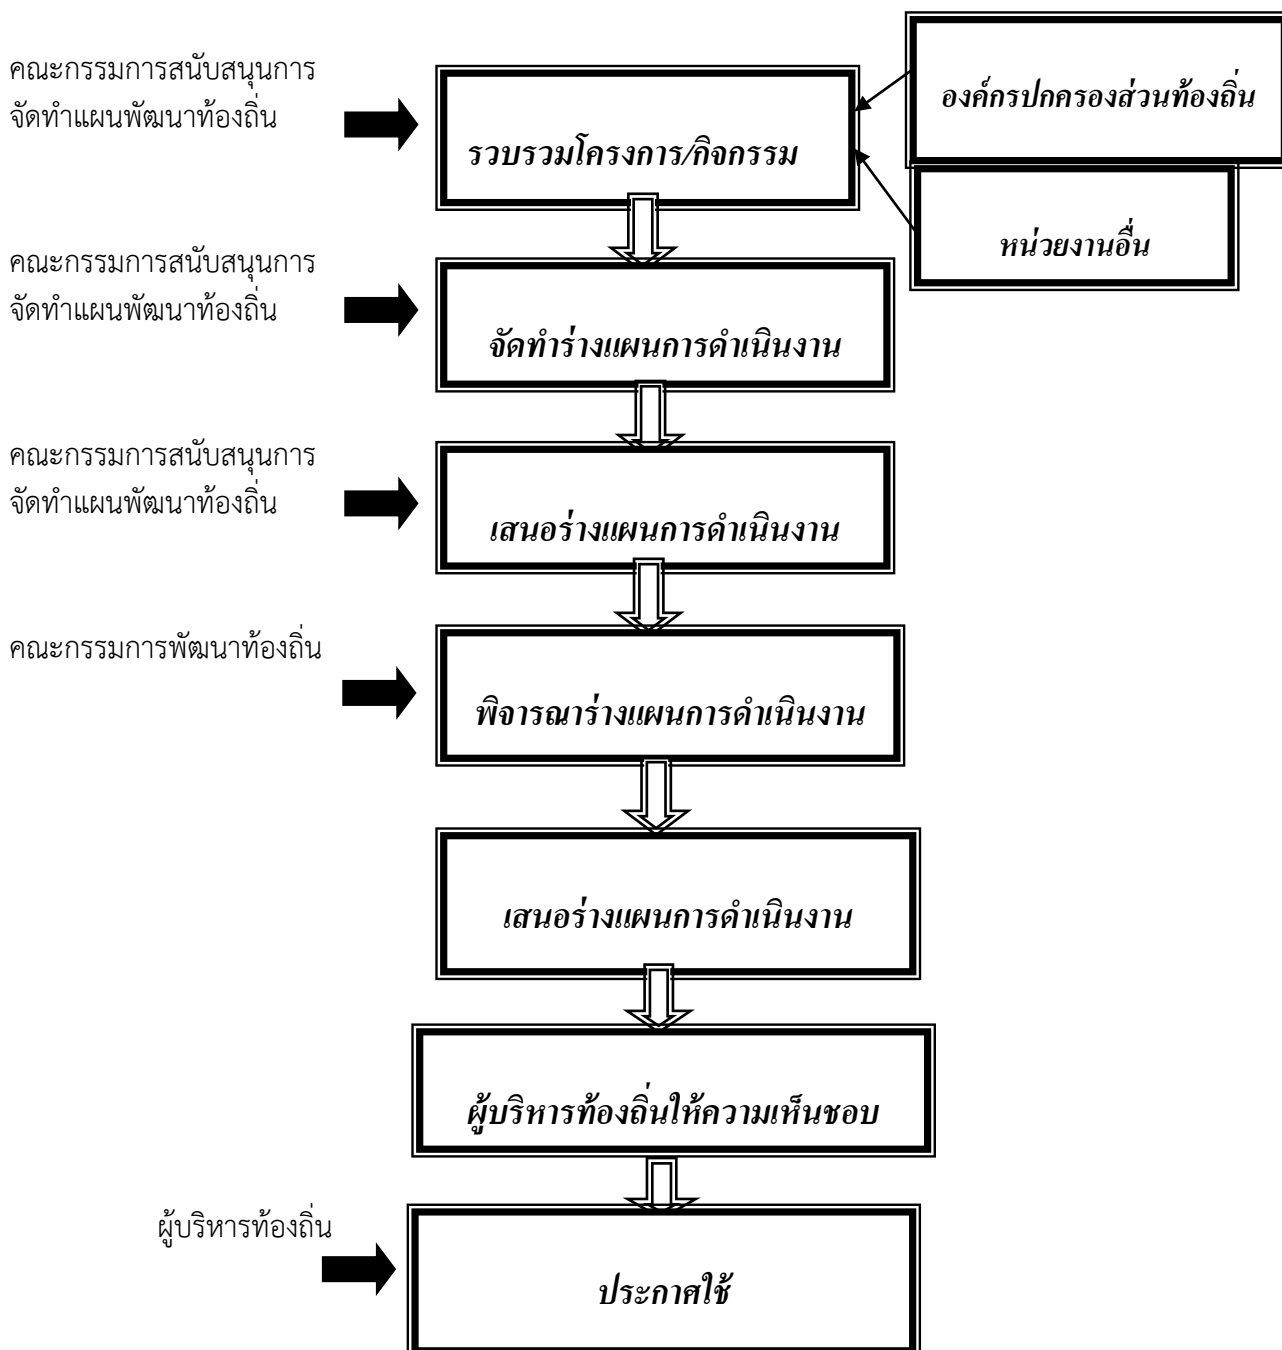 คณะกรรมการสนับสนุนการ
จัดทำแผนพัฒนาท้องถิ่น
รวบรวมโครงการ/กิจกรรม
องค์กรปกครองส่วนท้องถิ่น
หน่วยงานอื่น
คณะกรรมการสนับสนุนการ
จัดทำแผนพัฒนาท้องถิ่น
จัดทำร่างแผนการดำเนินงาน
คณะกรรมการสนับสนุนการ
จัดทำแผนพัฒนาท้องถิ่น
เสนอร่างแผนการดำเนินงาน
คณะกรรมการพัฒนาท้องถิ่น
พิจารณาร่างแผนการดำเนินงาน
เสนอร่างแผนการดำเนินงาน
ผู้บริหารท้องถิ่นให้ความเห็นชอบ
ผู้บริหารท้องถิ่น
ประกาศใช้